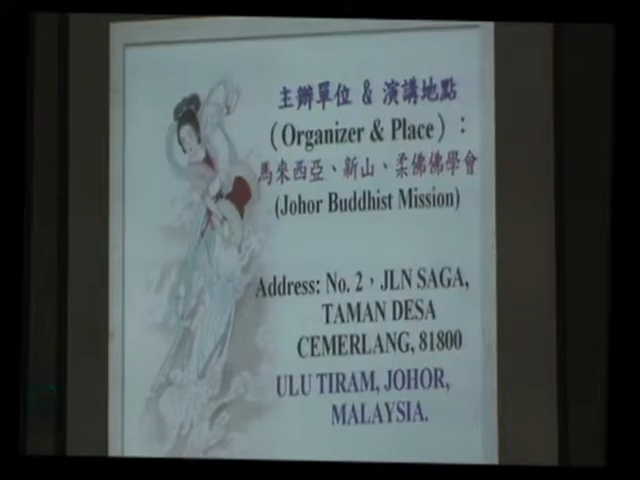 主辦單位 & 演講地點
(Organizer & Place)：
馬來西亞、新山、柔佛佛學會
(Johor Buddhist Mission)
Address: No. 2，JLN SAGA,
TAMAN DESA
CEMERLANG, 81800
ULU TIRAM, JOHOR,
MALAYSIA.